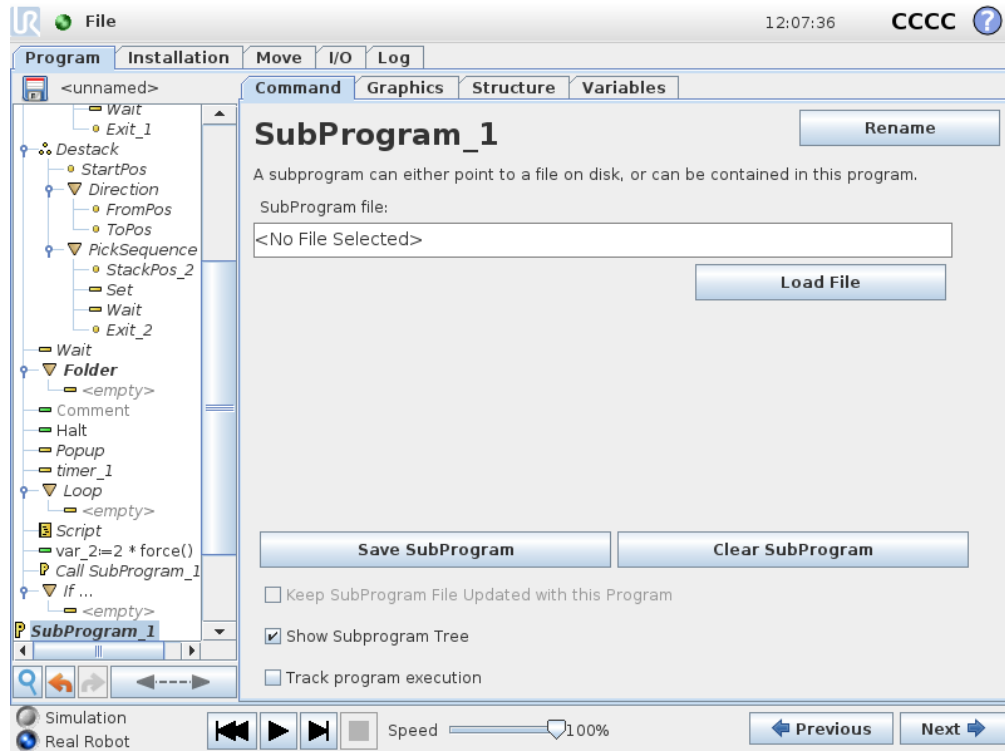 UR File 12:07:36 CCCC ?
Program Installation Move I/O Log
<unnamed> Command Graphics Structure Variables
Wait
Exit_1
Destack
StartPos
Direction
FromPos
ToPos
PickSequence
StackPos_2
Set
Wait
Exit_2
Wait
Folder
<empty>
Comment
Halt
Popup
timer_1
Loop
<empty>
Script
var_2:=2 * force()
P Call SubProgram_1
If ...
<empty>
P SubProgram_1
SubProgram_1 Rename
A subprogram can either point to a file on disk, or can be contained in this program.
SubProgram file:
<No File Selected>
Load File
Save SubProgram Clear SubProgram
Keep SubProgram File Updated with this Program
Show Subprogram Tree
Track program execution
Simulation
Real Robot
Speed 100% Previous Next